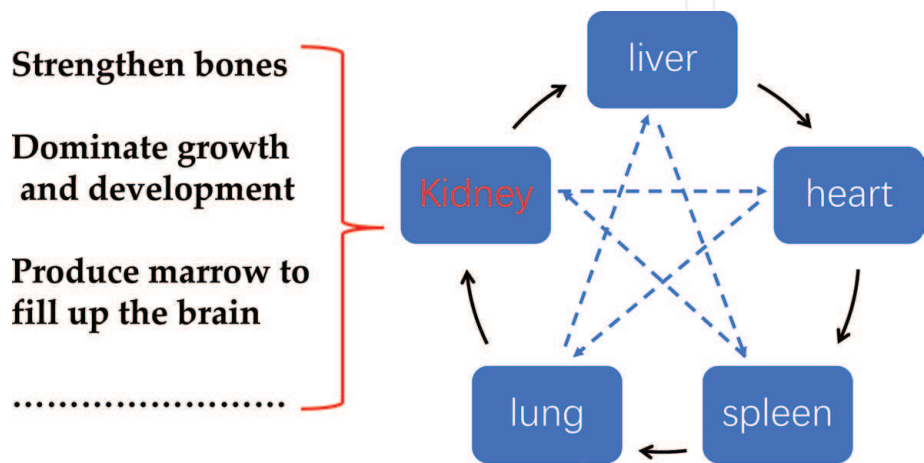 Strengthen bones
Dominate growth
and development
Produce marrow to
fill up the brain
........................
liver
Kidney
heart
lung
spleen